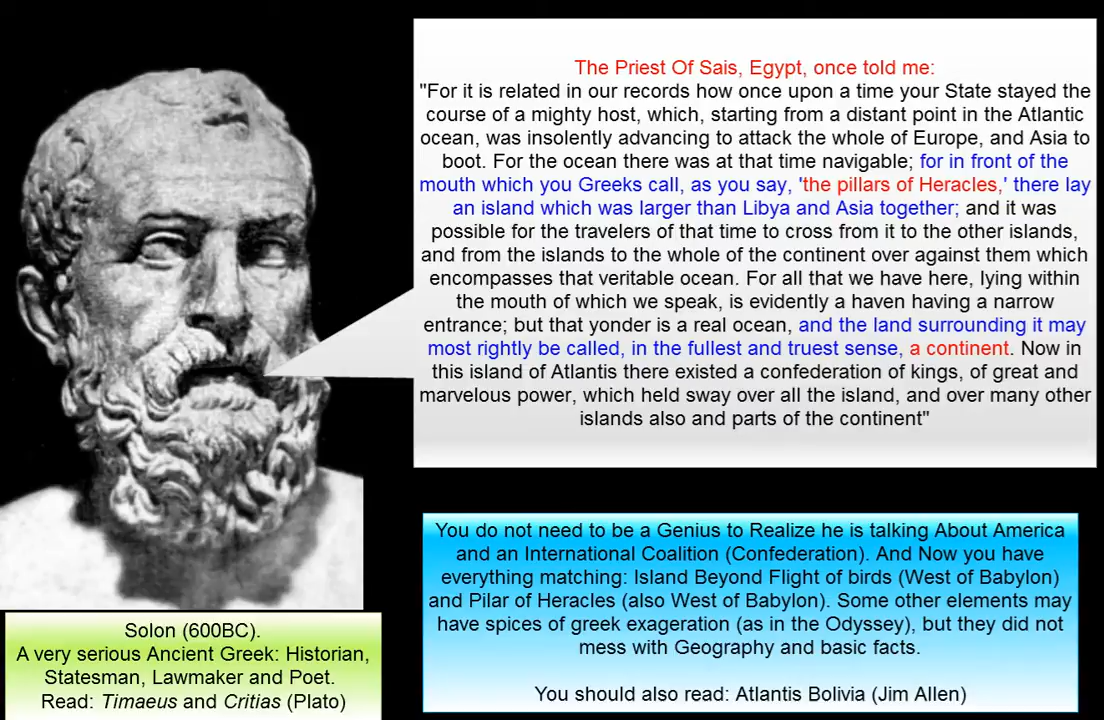 The Priest Of Sais, Egypt, once told me:
"For it is related in our records how once upon a time your State stayed the
course of a mighty host, which, starting from a distant point in the Atlantic
ocean, was insolently advancing to attack the whole of Europe, and Asia to
boot. For the ocean there was at that time navigable; for in front of the
mouth which you Greeks call, as you say, 'the pillars of Heracles,' there lay
an island which was larger than Libya and Asia together; and it was
possible for the travelers of that time to cross from it to the other islands,
and from the islands to the whole of the continent over against them which
encompasses that veritable ocean. For all that we have here, lying within
the mouth of which we speak, is evidently a haven having a narrow
entrance; but that yonder is a real ocean, and the land surrounding it may
most rightly be called, in the fullest and truest sense, a continent. Now in
this island of Atlantis there existed a confederation of kings, of great and
marvelous power, which held sway over all the island, and over many other
islands also and parts of the continent"
You do not need to be a Genius to Realize he is talking About America
and an International Coalition (Confederation). And Now you have
everything matching: Island Beyond Flight of birds (West of Babylon)
and Pilar of Heracles (also West of Babylon). Some other elements may
have spices of greek exageration (as in the Odyssey), but they did not
mess with Geography and basic facts.
You should also read: Atlantis Bolivia (Jim Allen)
Solon (600BC).
A very serious Ancient Greek: Historian,
Statesman, Lawmaker and Poet.
Read: Timaeus and Critias (Plato)